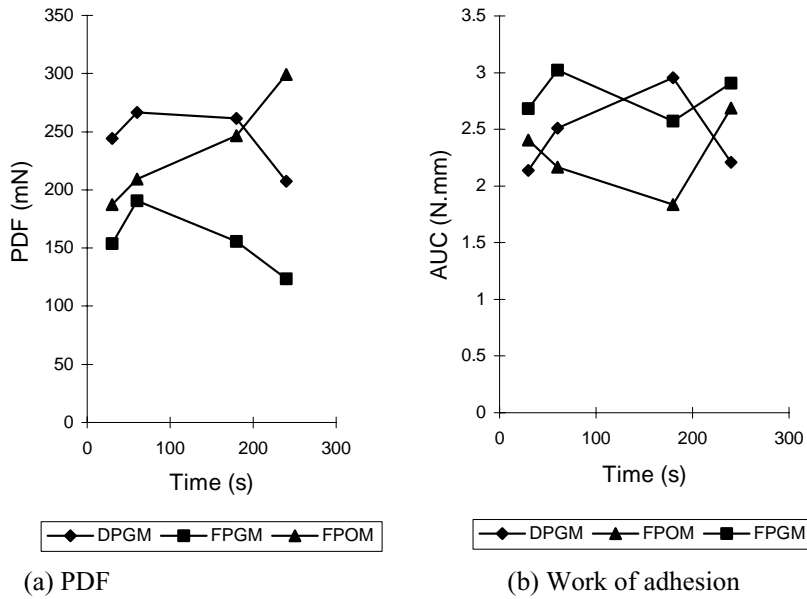 350
300
250
200
150
100
50
0
PDF (mN)
0 100 200 300
Time (s)
DPGM FPGM FPOM
(a) PDF
3.5
3
2.5
2
1.5
1
0.5
0
AUC (N.mm)
0 100 200 300
Time (s)
DPGM FPOM FPGM
(b) Work of adhesion